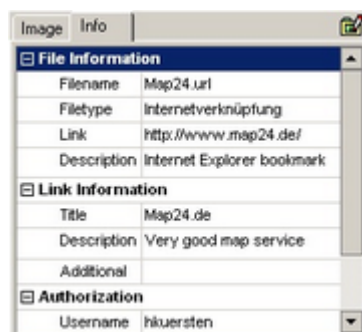 Image Info
File Information
Filename Map24.url
Filetype Internetverknüpfung
Link http://www.map24.de/
Description Internet Explorer bookmark
Link Information
Title Map24.de
Description Very good map service
Additional
Authorization
Username hkuersten